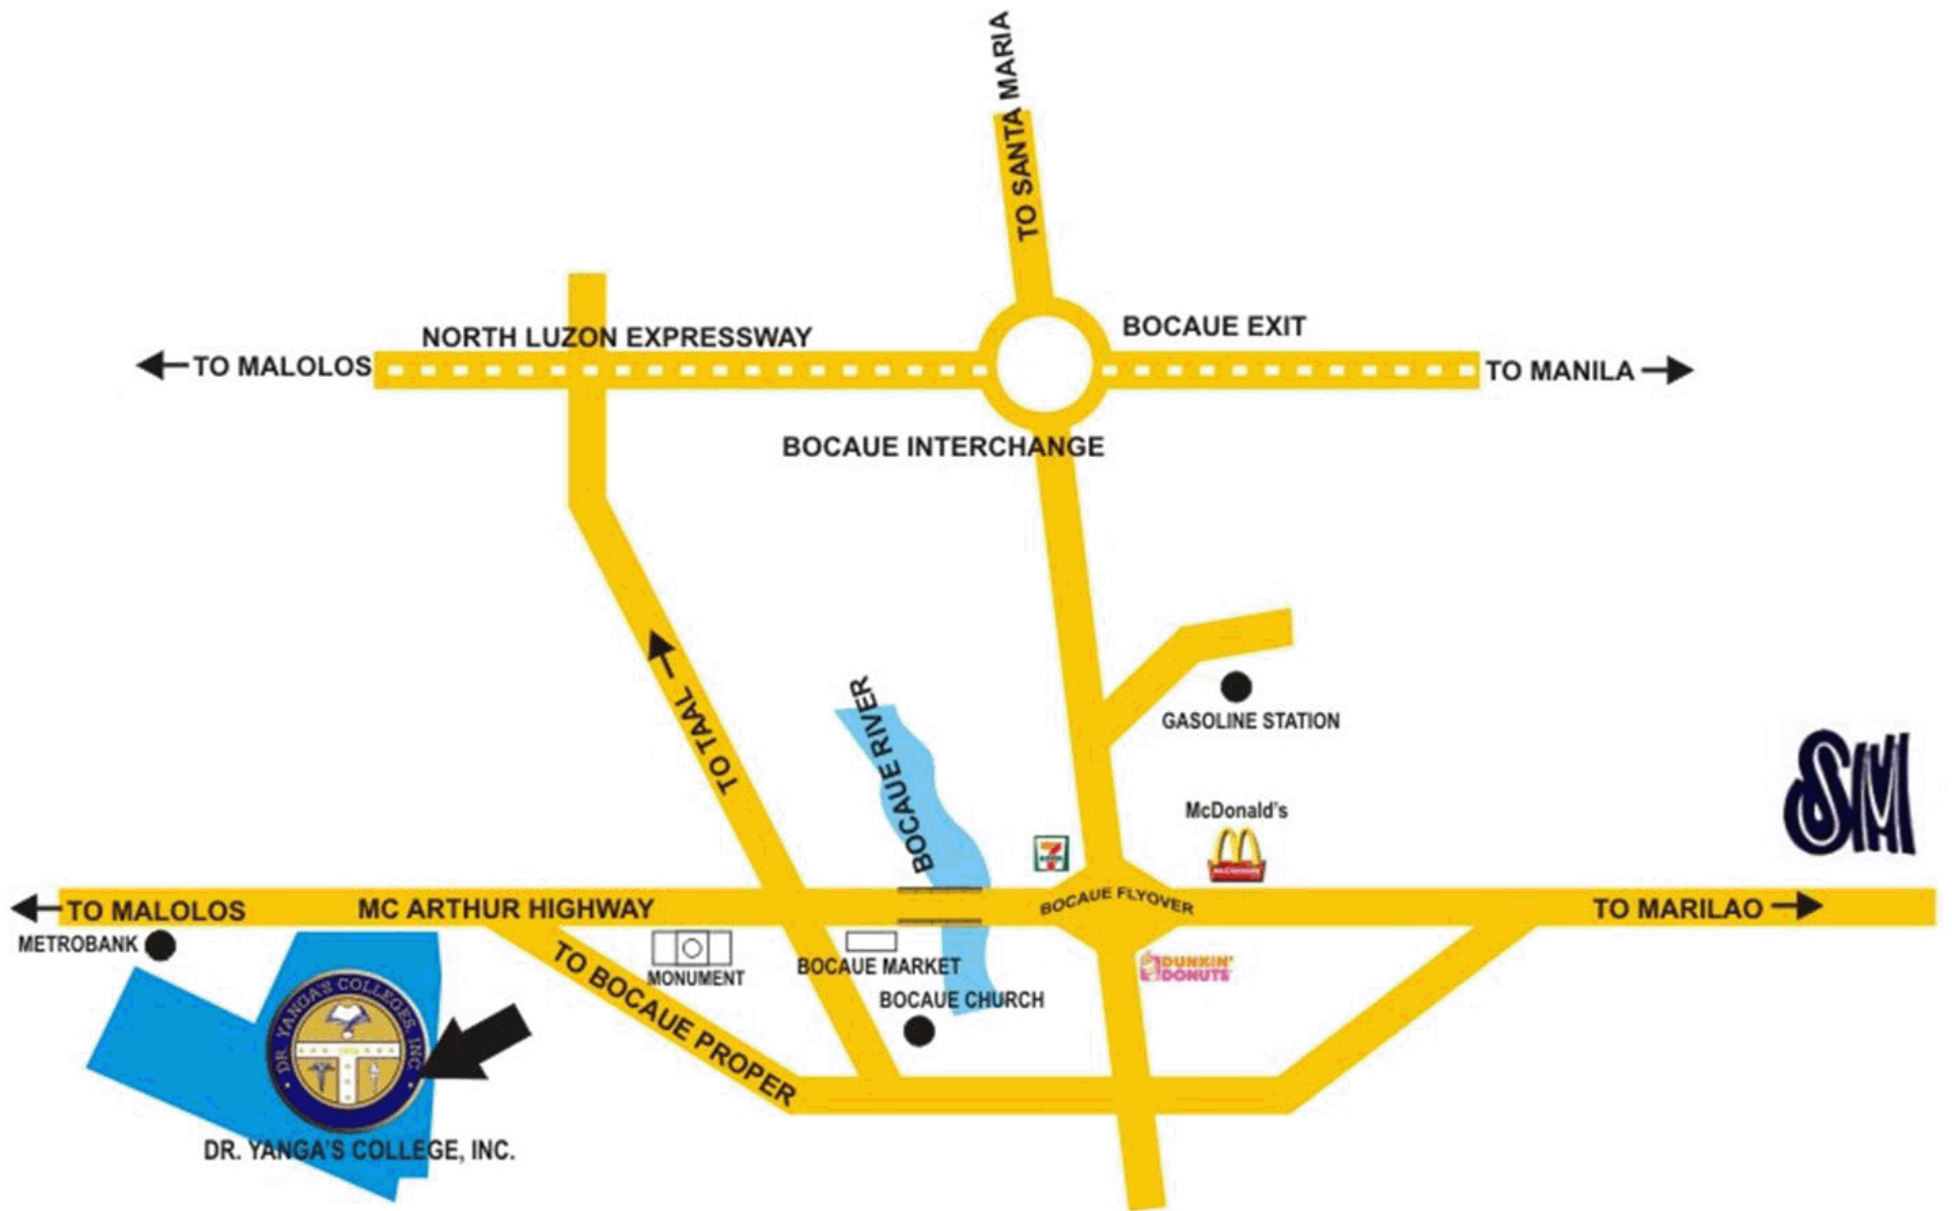 TO SANTA MARIA
NORTH LUZON EXPRESSWAY
BOCAUE EXIT
TO MALOLOS
TO MANILA
BOCAUE INTERCHANGE
TO TAAL
BOCAUE RIVER
GASOLINE STATION
SM
McDonald's
7
BOCAUE FLYOVER
TO MALOLOS
MC ARTHUR HIGHWAY
TO MARILAO
METROBANK
TO BOCAUE PROPER
MONUMENT
BOCAUE MARKET
DUNKIN'
DONUTS
BOCAUE CHURCH
DR. YANGA'S COLLEGES, INC.
DR. YANGA'S COLLEGE, INC.